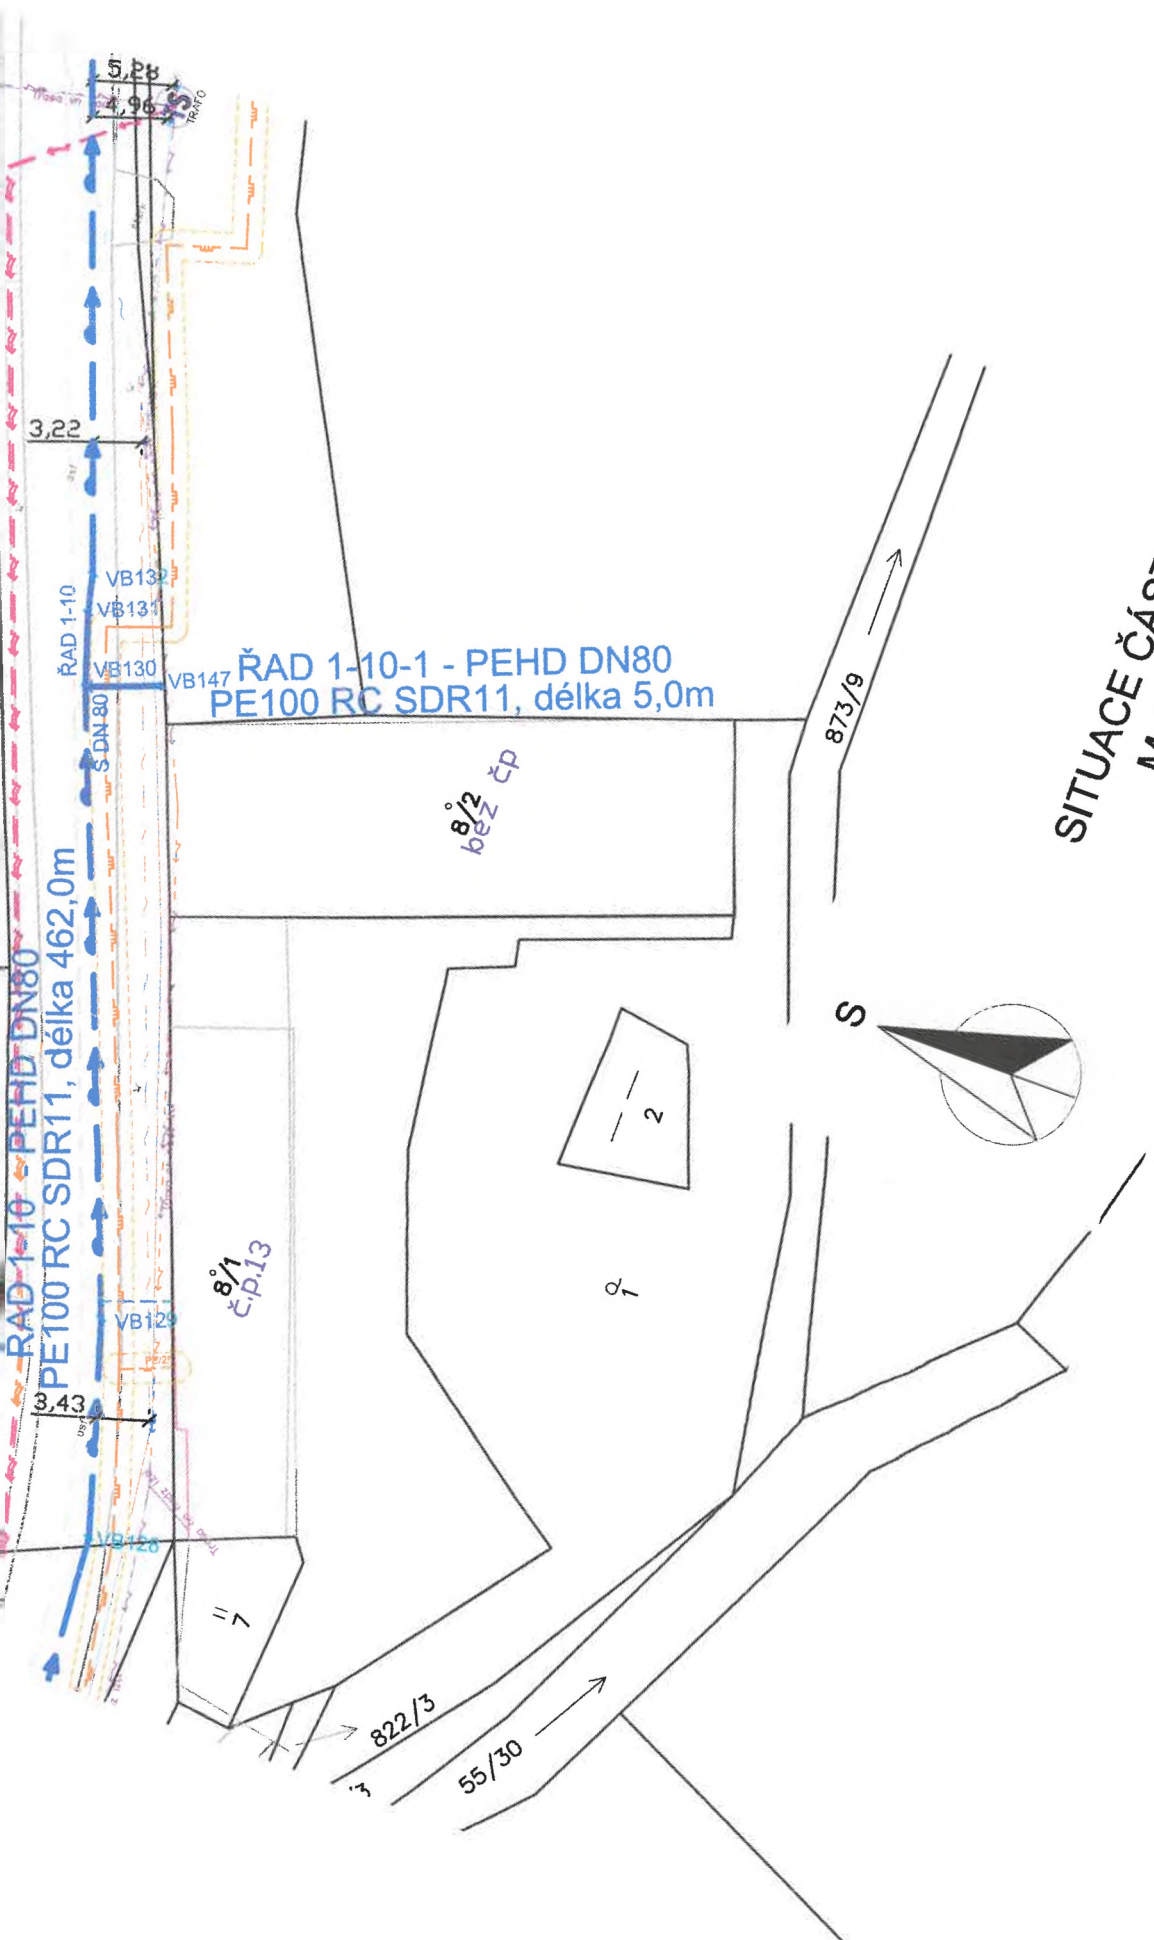 5,28
4,96
TS
TRAFO
3,22
VB132
VB131
ŘAD 1-10
VB130
VB147
ŘAD 1-10-1 - PEHD DN80
PE100 RC SDR11, délka 5,0m
Š DN 80
873/9
SITUACE ČÁS
8/2
bez čp
ŘAD 1-10 - PEHD DN80
PE100 RC SDR11, délka 462,0m
S
2
8/1
č.p.13
1
VB129
3,43
VB128
7
822/3
55/30